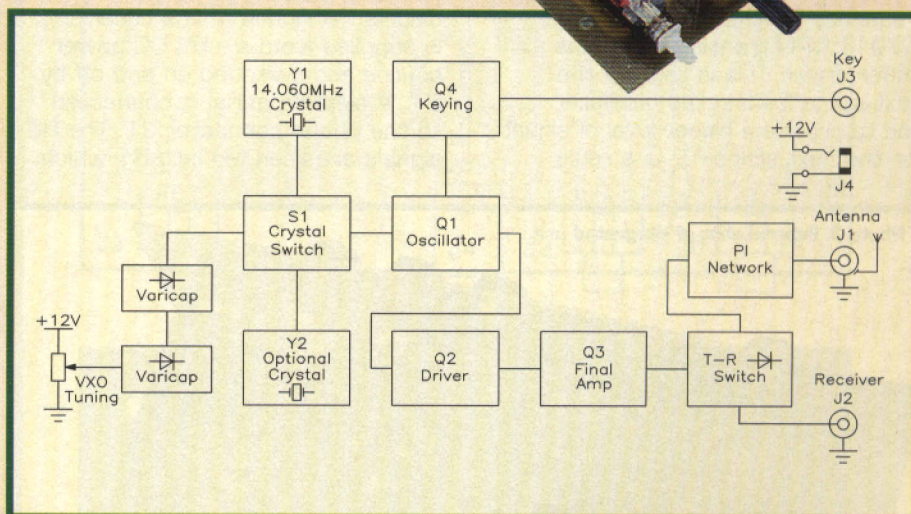 Y1
14.060MHz
Crystal
Q4
Keying
Key
J3
+12V
J4
S1
Crystal
Switch
Q1
Oscillator
Antenna
J1
PI
Network
Varicap
+12V
Varicap
VXO
Tuning
Y2
Optional
Crystal
Q2
Driver
Q3
Final
Amp
T-R
Switch
Receiver
J2